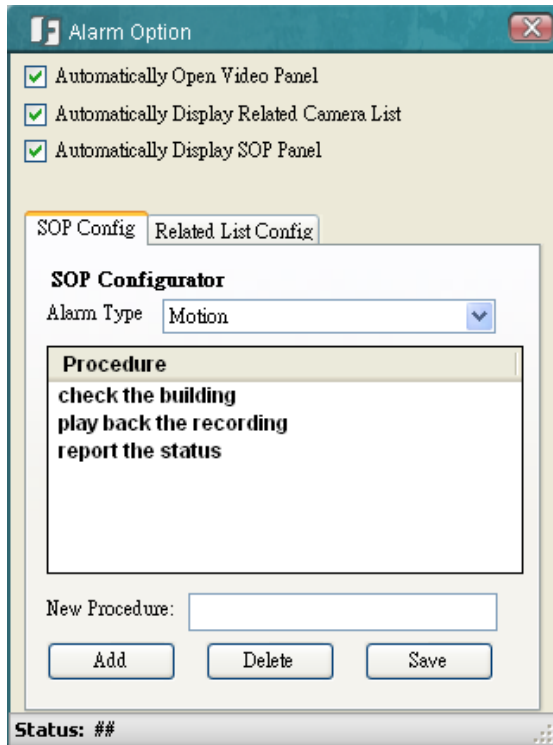 Alarm Option
Automatically Open Video Panel
Automatically Display Related Camera List
Automatically Display SOP Panel
SOP Config Related List Config
SOP Configurator
Alarm Type Motion
Procedure
check the building
play back the recording
report the status
New Procedure:
Add Delete Save
Status: ##